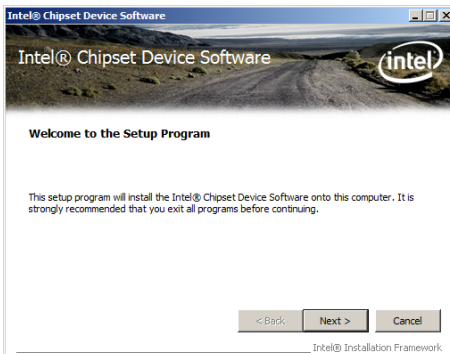 Intel® Chipset Device Software
Intel® Chipset Device Software
intel
Welcome to the Setup Program
This setup program will install the Intel® Chipset Device Software onto this computer. It is
strongly recommended that you exit all programs before continuing.
< Back Next > Cancel
Intel® Installation Framework